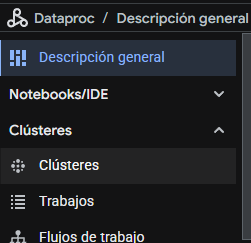 Dataproc / Descripción general
Descripción general
Notebooks/IDE
Clústeres
Clústeres
Trabajos
Flujos de trabajo